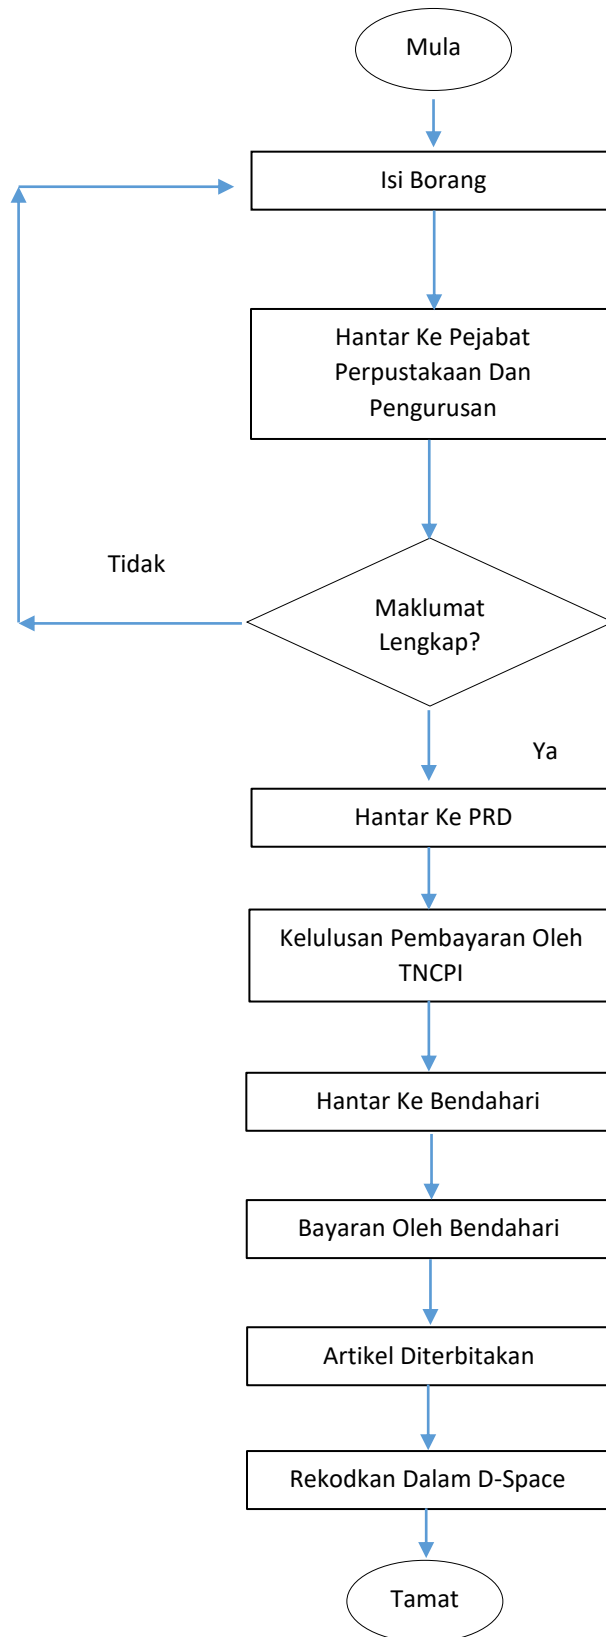 Mula
Isi Borang
Hantar Ke Pejabat
Perpustakaan Dan
Pengurusan
Tidak
Maklumat
Lengkap?
Ya
Hantar Ke PRD
Kelulusan Pembayaran Oleh
TNCPI
Hantar Ke Bendahari
Bayaran Oleh Bendahari
Artikel Diterbitakan
Rekodkan Dalam D-Space
Tamat